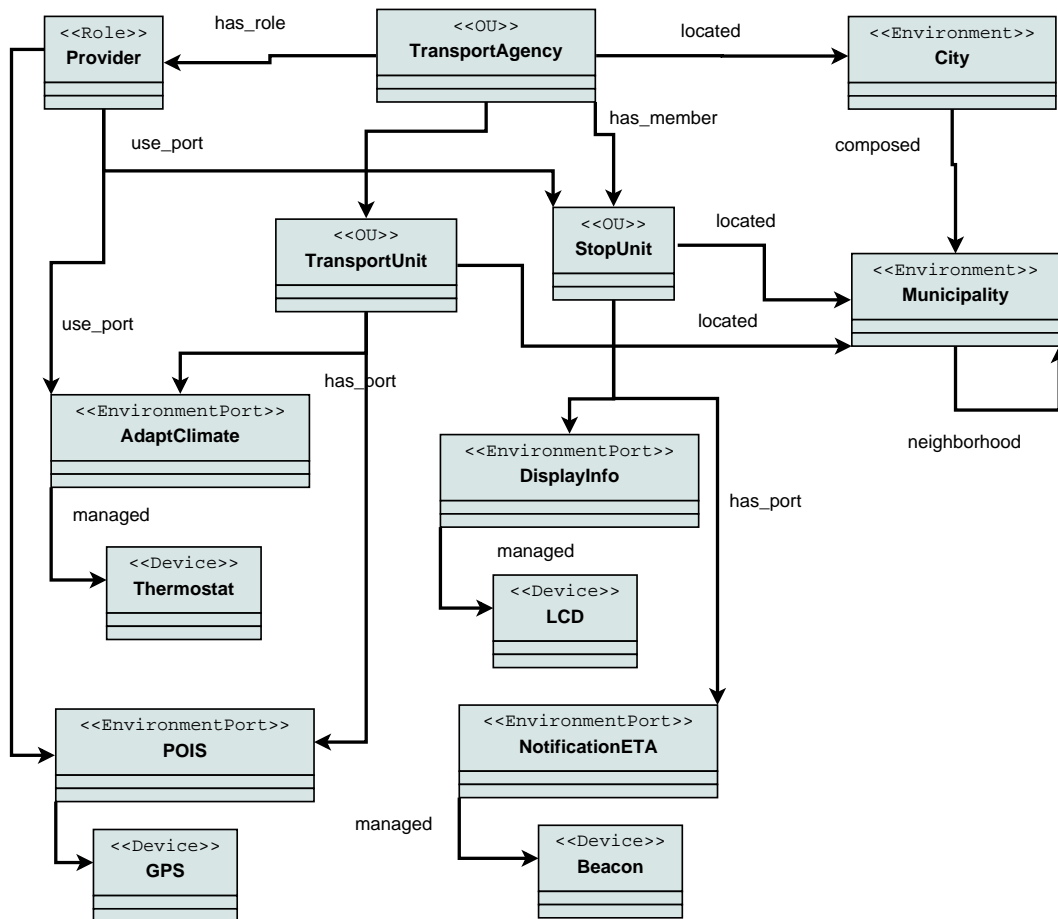 has_role
<<Role>>
Provider
<<OU>>
TransportAgency
located
<<Environment>>
City
use_port
has_member
composed
<<OU>>
TransportUnit
<<OU>>
StopUnit
located
<<Environment>>
Municipality
use_port
located
has_port
<<EnvironmentPort>>
AdaptClimate
neighborhood
<<EnvironmentPort>>
DisplayInfo
has_port
managed
managed
<<Device>>
Thermostat
<<Device>>
LCD
<<EnvironmentPort>>
POIS
<<EnvironmentPort>>
NotificationETA
managed
<<Device>>
GPS
<<Device>>
Beacon